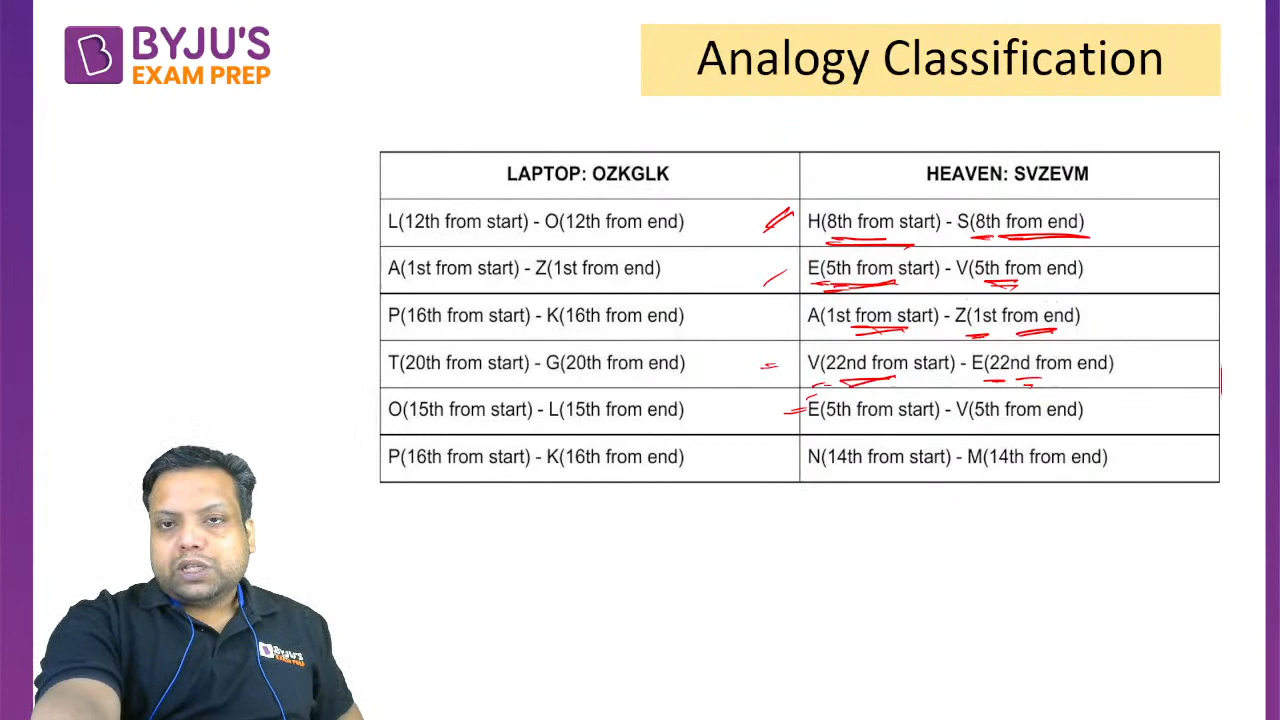 BYJU'S
EXAM PREP
Analogy Classification
LAPTOP: OZKGLK
HEAVEN: SVZEVM
L(12th from start) - O(12th from end)
H(8th from start) - S(8th from end)
A(1st from start) - Z(1st from end)
E(5th from start) - V(5th from end)
P(16th from start) - K(16th from end)
A(1st from start) - Z(1st from end)
T(20th from start) - G(20th from end)
V(22nd from start) - E(22nd from end)
O(15th from start) - L(15th from end)
E(5th from start) - V(5th from end)
P(16th from start) - K(16th from end)
N(14th from start) - M(14th from end)
BYJU'S
EXAM PREP